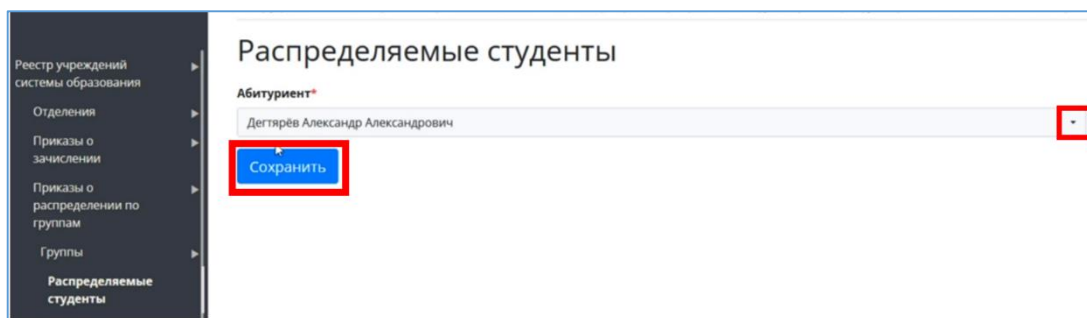 Реестр учреждений
системы образования
Отделения
Приказы о
зачислении
Приказы о
распределении по
группам
Группы
Распределяемые
студенты
Распределяемые студенты
Абитуриент*
Дегтярёв Александр Александрович
Сохранить